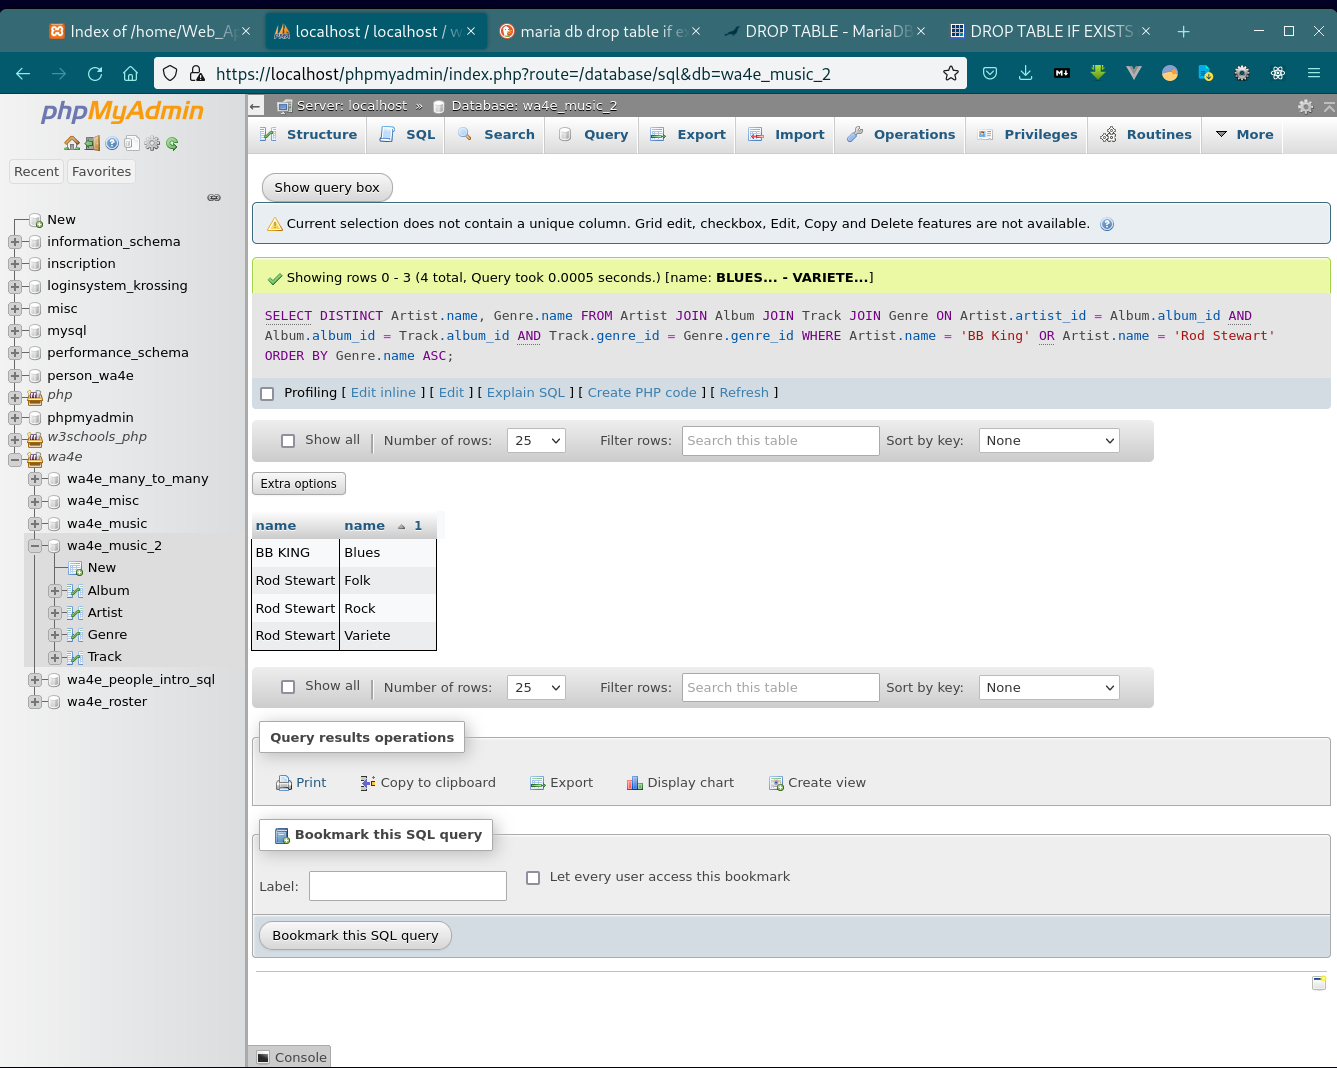 Index of /home/Web_Ap
localhost / localhost / w
maria db drop table if ex
DROP TABLE - MariaDB
DROP TABLE IF EXISTS
https://localhost/phpmyadmin/index.php?route=/database/sql&db=wa4e_music_2
phpMyAdmin
Recent Favorites
New
information_schema
inscription
loginsystem_krossing
misc
mysql
performance_schema
person_wa4e
php
phpmyadmin
w3schools_php
wa4e
wa4e_many_to_many
wa4e_misc
wa4e_music
wa4e_music_2
New
Album
Artist
Genre
Track
wa4e_people_intro_sql
wa4e_roster
Server: localhost » Database: wa4e_music_2
Structure SQL Search Query Export Import Operations Privileges Routines More
Show query box
Current selection does not contain a unique column. Grid edit, checkbox, Edit, Copy and Delete features are not available.
Showing rows 0 - 3 (4 total, Query took 0.0005 seconds.) [name: BLUES... - VARIETE...]
SELECT DISTINCT Artist.name, Genre.name FROM Artist JOIN Album JOIN Track JOIN Genre ON Artist.artist_id = Album.album_id AND
Album.album_id = Track.album_id AND Track.genre_id = Genre.genre_id WHERE Artist.name = 'BB King' OR Artist.name = 'Rod Stewart'
ORDER BY Genre.name ASC;
Profiling [ Edit inline ] [ Edit ] [ Explain SQL ] [ Create PHP code ] [ Refresh ]
Show all Number of rows: 25 Filter rows: Search this table Sort by key: None
Extra options
name name 1
BB KING Blues
Rod Stewart Folk
Rod Stewart Rock
Rod Stewart Variete
Show all Number of rows: 25 Filter rows: Search this table Sort by key: None
Query results operations
Print Copy to clipboard Export Display chart Create view
Bookmark this SQL query
Label: Let every user access this bookmark
Bookmark this SQL query
Console